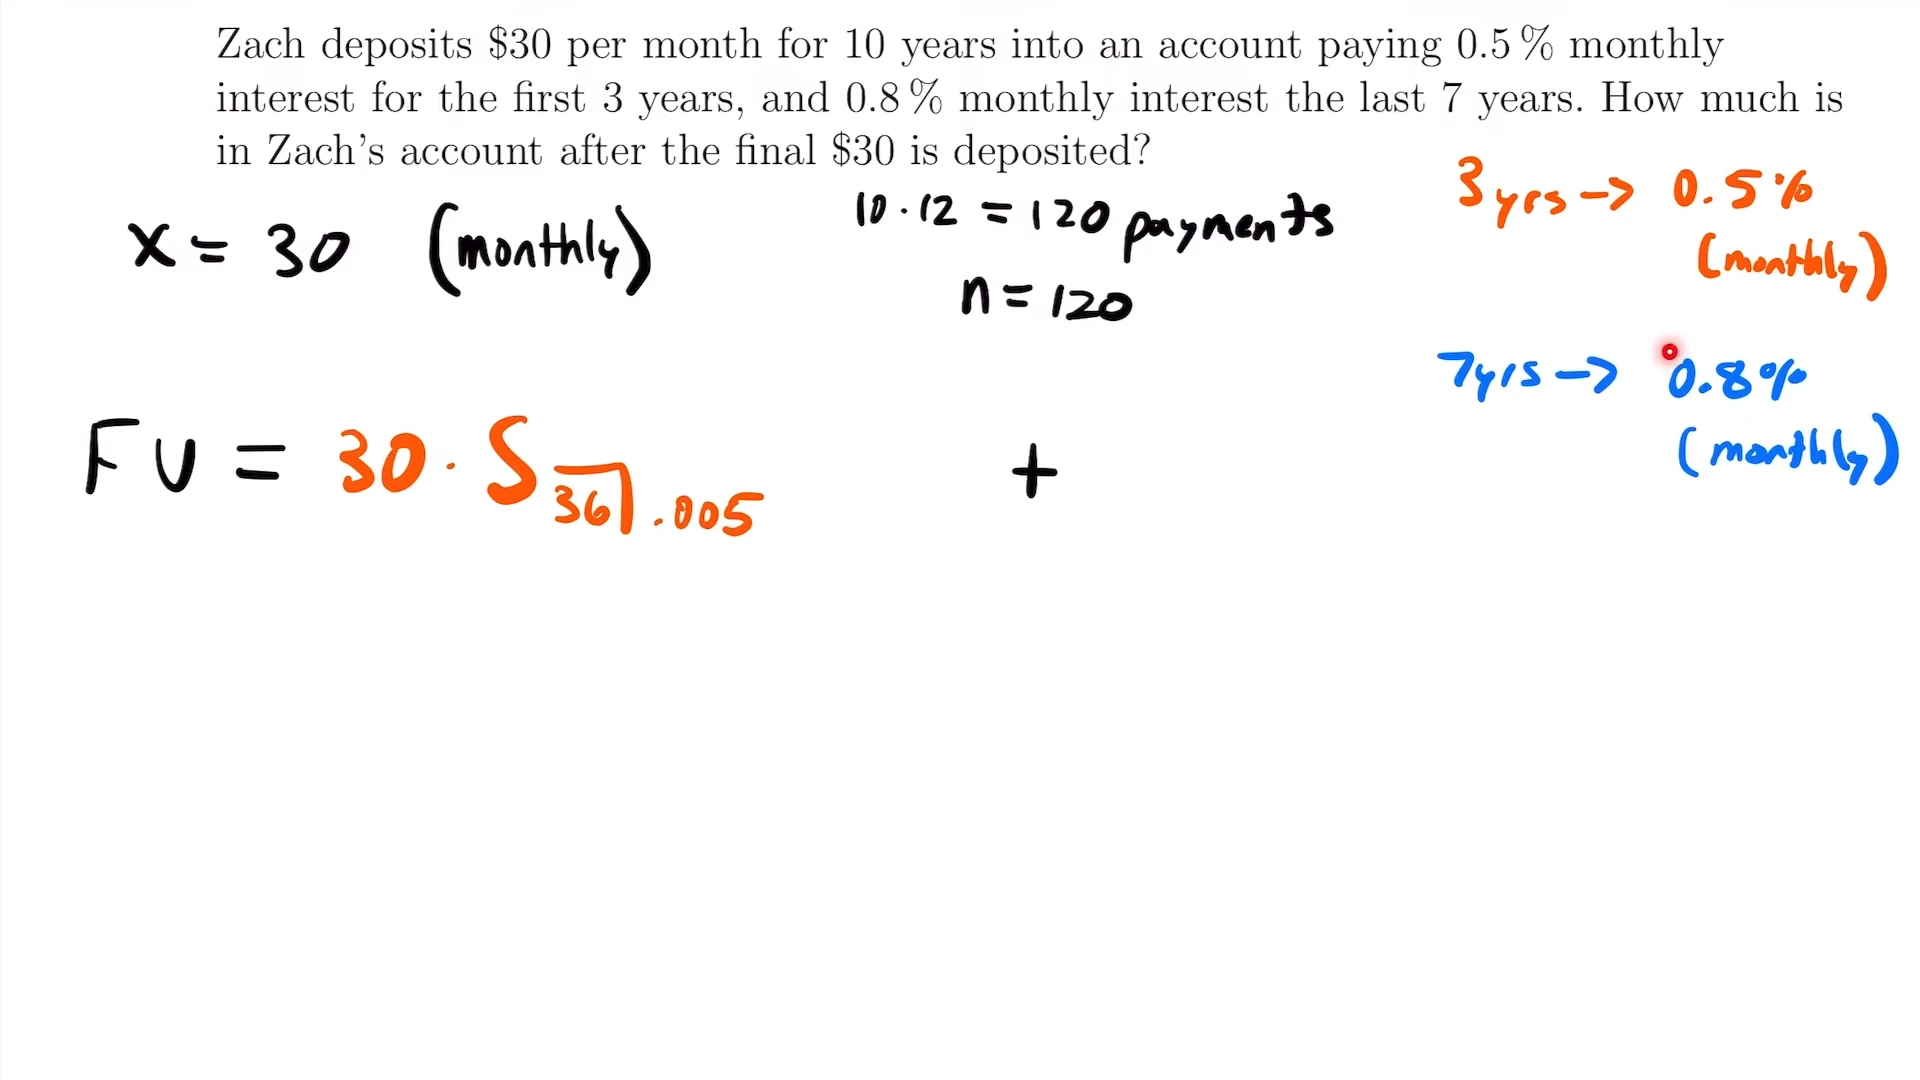 Zach deposits $30 per month for 10 years into an account paying 0.5 % monthly
interest for the first 3 years, and 0.8 % monthly interest the last 7 years. How much is
in Zach's account after the final $30 is deposited?
x = 30 (monthly)
10 · 12 = 120 payments
n = 120
3 yrs → 0.5%
(monthly)
7yrs → 0.8%
(monthly)
FV = 30 · S 36⌉ .005 +